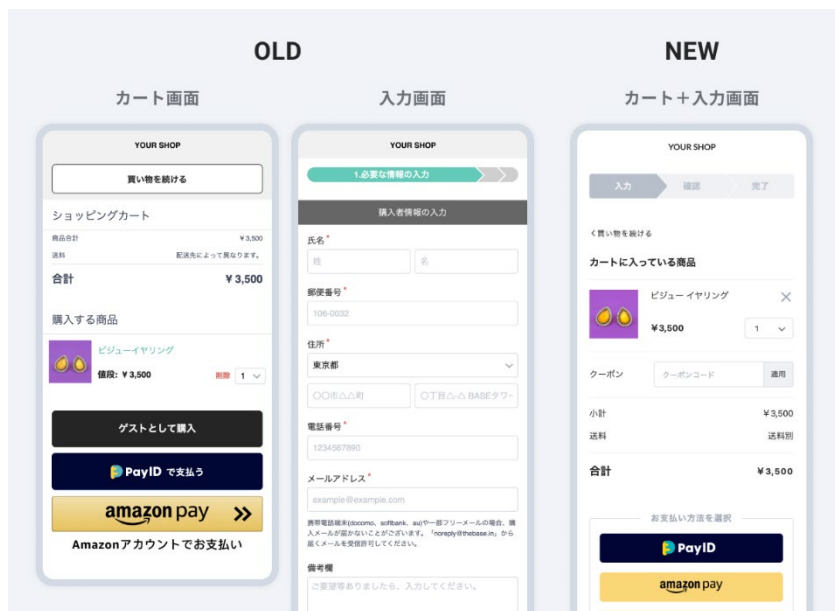 OLD
NEW
カート画面
入力画面
カート＋入力画面
YOUR SHOP
買い物を続ける
ショッピングカート
商品合計 ¥3,500
送料 配送先によって異なります。
合計 ¥3,500
購入する商品
ビジューイヤリング
値段: ¥3,500 削除 1
ゲストとして購入
PayID で支払う
amazon pay
Amazonアカウントでお支払い
YOUR SHOP
1.必要な情報の入力
購入者情報の入力
氏名*
姓 名
郵便番号*
106-0032
住所*
東京都
〇〇市△△町 〇丁目△-△ BASEタワー
電話番号*
1234567890
メールアドレス*
example@example.com
携帯電話端末(docomo、softbank、au)や一部フリーメールの場合、購
入メールが届かないことがございます。「noreply@thebase.in」から
届くメールを受信許可してください。
備考欄
ご要望等ありましたら、入力してください。
YOUR SHOP
入力 確認 完了
く買い物を続ける
カートに入っている商品
ビジュー イヤリング
¥3,500 1
クーポン クーポンコード 適用
小計 ¥3,500
送料 送料別
合計 ¥3,500
お支払い方法を選択
PayID
amazon pay